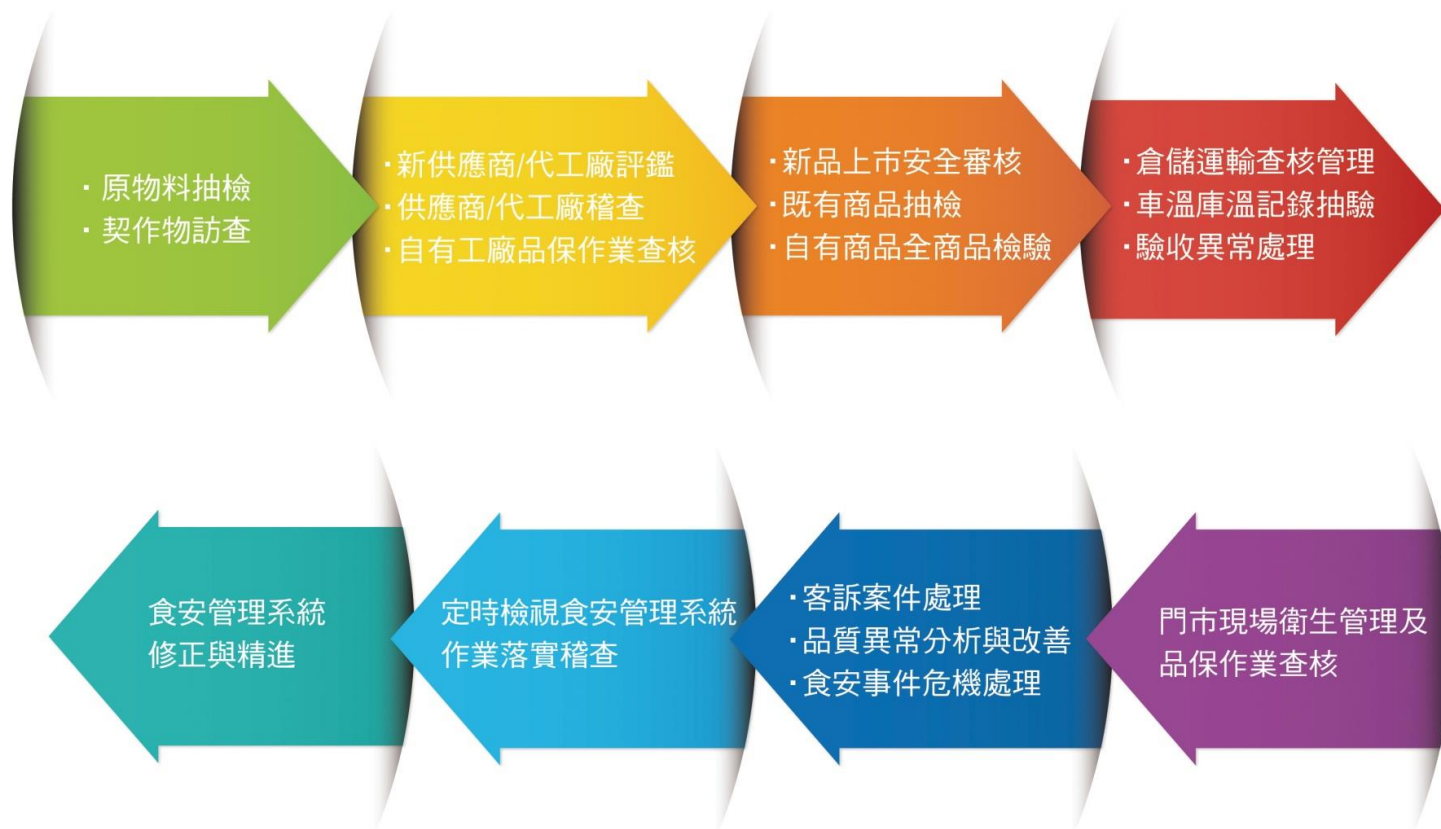 · 原物料抽檢
· 契作物訪查
·新供應商/代工廠評鑑
·供應商/代工廠稽查
·自有工廠品保作業查核
·新品上市安全審核
·既有商品抽檢
·自有商品全商品檢驗
·倉儲運輸查核管理
·車溫庫溫記錄抽驗
·驗收異常處理
門市現場衛生管理及
品保作業查核
·客訴案件處理
·品質異常分析與改善
·食安事件危機處理
定時檢視食安管理系統
作業落實稽查
食安管理系統
修正與精進